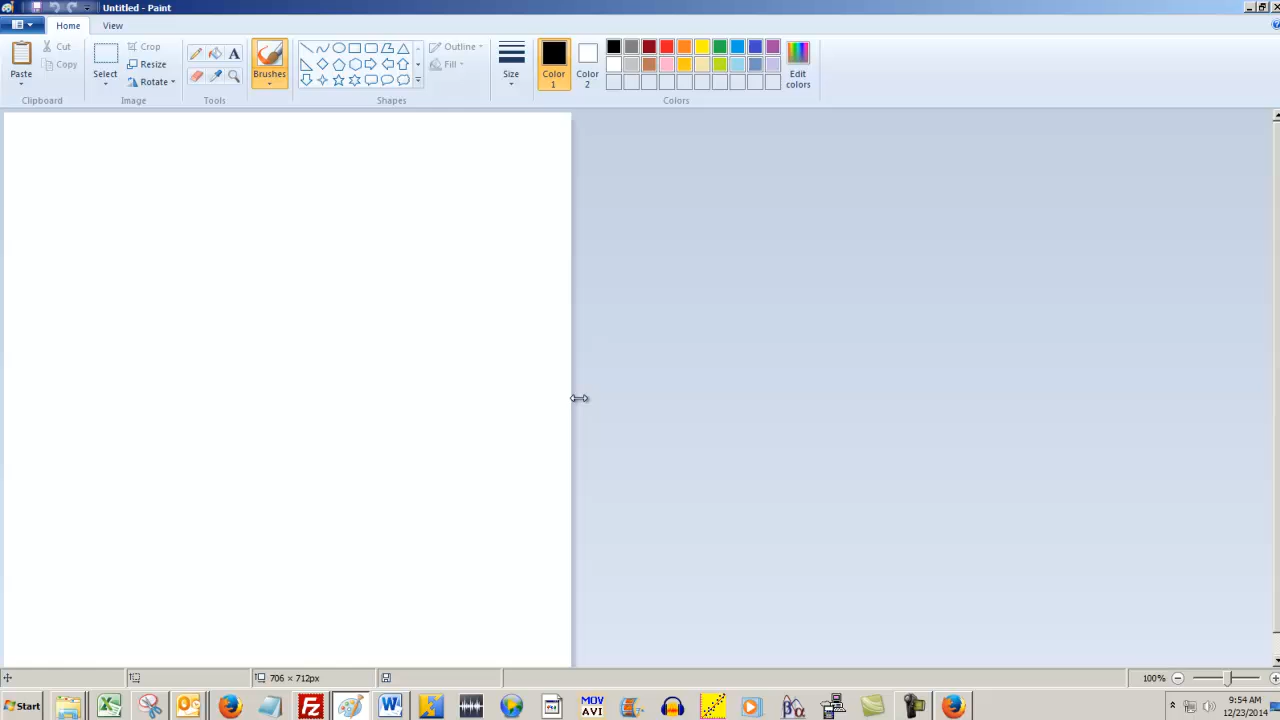 Untitled - Paint
Home View
Paste
Cut
Copy
Clipboard
Select
Crop
Resize
Rotate
Image
A
Tools
Brushes
Shapes
Outline
Fill
Size
Color 1
Color 2
Edit colors
Colors
706 × 712px
100%
Start
W
MOV
AVI
βα
9:54 AM
12/23/2014